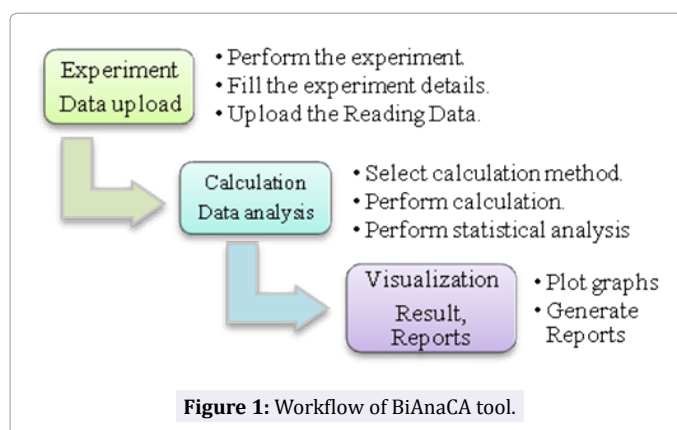 Experiment
Data upload
• Perform the experiment.
• Fill the experiment details.
• Upload the Reading Data.
Calculation
Data analysis
• Select calculation method.
• Perform calculation.
• Perform statistical analysis
Visualization
Result,
Reports
• Plot graphs
• Generate
Reports
Figure 1: Workflow of BiAnaCA tool.